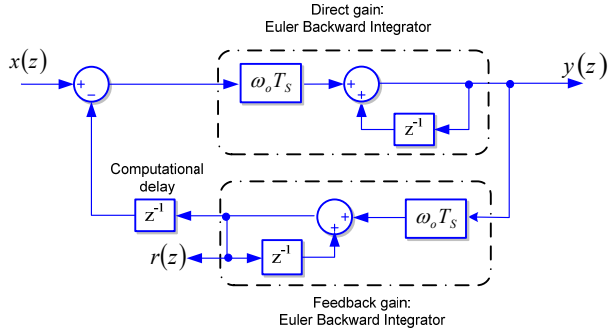 Direct gain:
Euler Backward Integrator
x(z)
+
−
ω₀T_S
+
+
z⁻¹
y(z)
Computational
delay
z⁻¹
r(z)
z⁻¹
+
+
ω₀T_S
Feedback gain:
Euler Backward Integrator